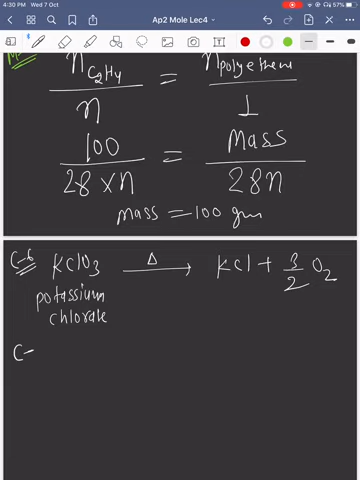 4:30 PM Wed 7 Oct
57%
Ap2 Mole Lec4
n C₂H₄ / n = n polyethene / 1
100 / 28 × n = Mass / 28n
mass = 100 gm
C-6 KClO₃ —Δ→ KCl + 3/2 O₂
potassium
chlorate
C-